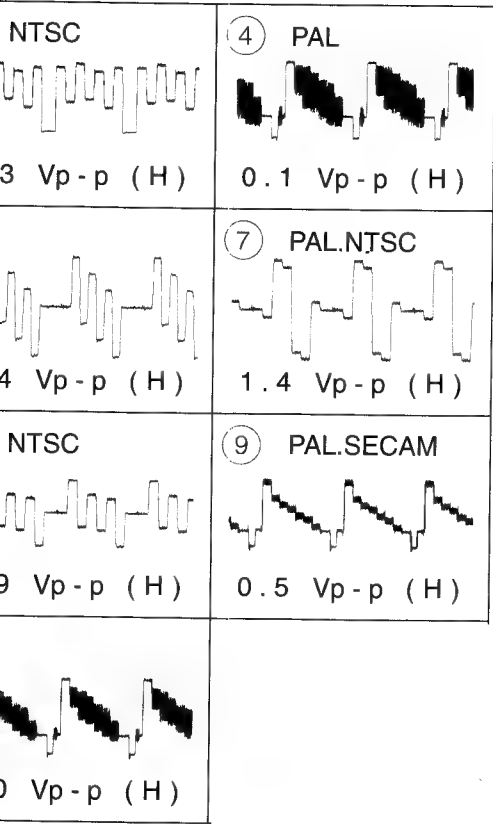 NTSC
④ PAL
3 Vp-p (H)
0.1 Vp-p (H)
⑦ PAL.NTSC
4 Vp-p (H)
1.4 Vp-p (H)
NTSC
⑨ PAL.SECAM
9 Vp-p (H)
0.5 Vp-p (H)
0 Vp-p (H)